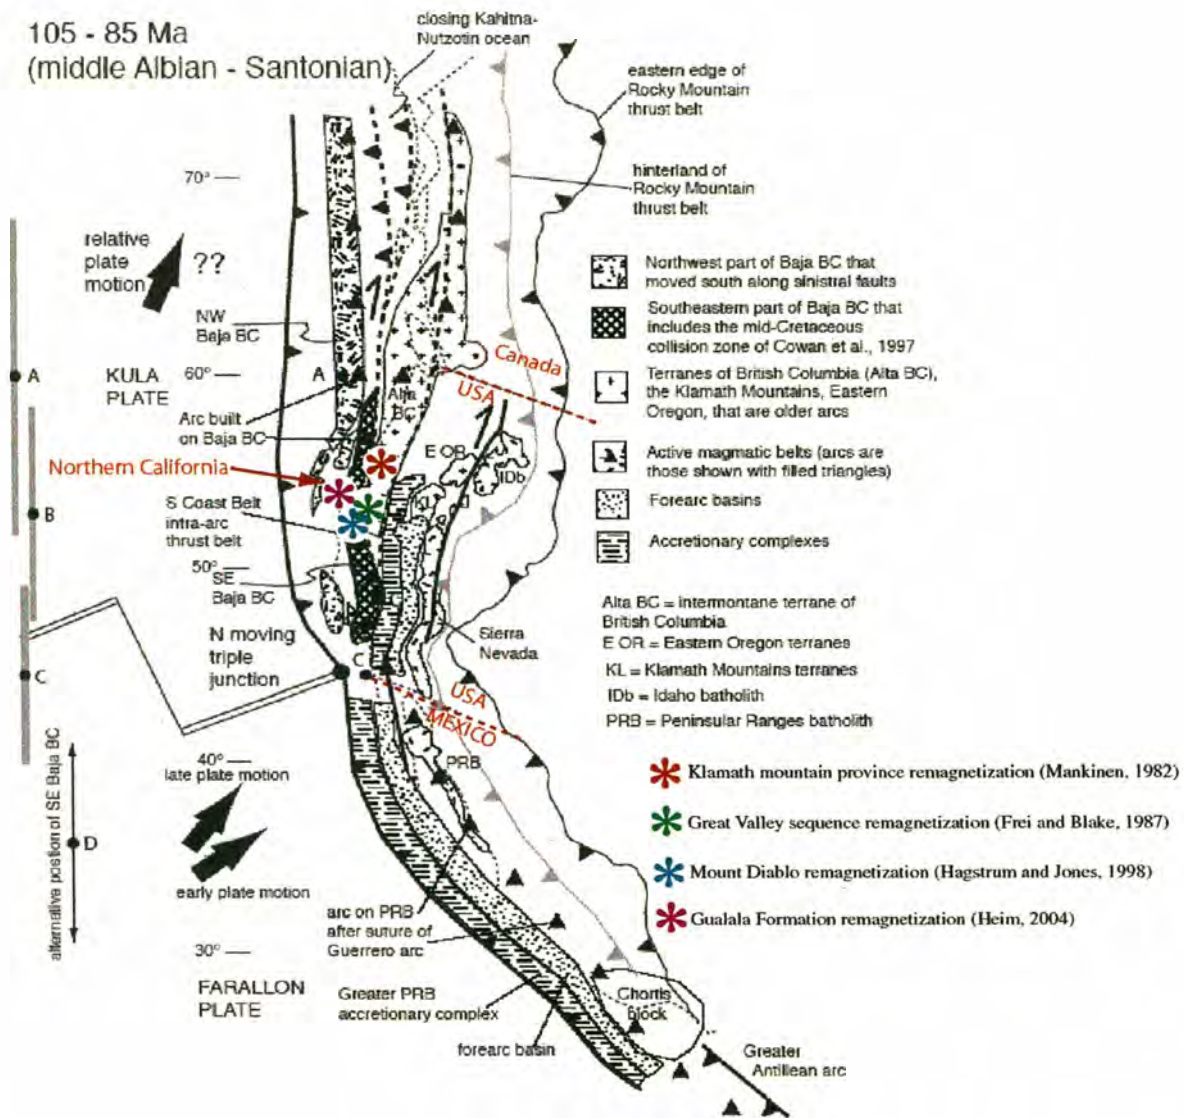 105 - 85 Ma
(middle Albian - Santonian)
closing Kahitna-
Nutzotin ocean
eastern edge of
Rocky Mountain
thrust belt
hinterland of
Rocky Mountain
thrust belt
70°
relative
plate
motion
??
NW
Baja BC
A
KULA
PLATE
60°
A
Alta
BC
Canada
USA
Arc built
on Baja BC
Northern California
E OR
IDb
KL
S Coast Belt
intra-arc
thrust belt
B
50°
SE
Baja BC
N moving
triple
junction
C
C
Sierra
Nevada
USA
MEXICO
40°
PRB
late plate motion
early plate motion
alternative postion of SE Baja BC
D
arc on PRB
after suture of
Guerrero arc
30°
FARALLON
PLATE
Greater PRB
accretionary complex
forearc basin
Chortis
block
Greater
Antillean arc
Northwest part of Baja BC that
moved south along sinistral faults
Southeastern part of Baja BC that
includes the mid-Cretaceous
collision zone of Cowan et al., 1997
Terranes of British Columbia (Alta BC),
the Klamath Mountains, Eastern
Oregon, that are older arcs
Active magmatic belts (arcs are
those shown with filled triangles)
Forearc basins
Accretionary complexes
Alta BC = intermontane terrane of
British Columbia
E OR = Eastern Oregon terranes
KL = Klamath Mountains terranes
IDb = Idaho batholith
PRB = Peninsular Ranges batholith
Klamath mountain province remagnetization (Mankinen, 1982)
Great Valley sequence remagnetization (Frei and Blake, 1987)
Mount Diablo remagnetization (Hagstrum and Jones, 1998)
Gualala Formation remagnetization (Heim, 2004)